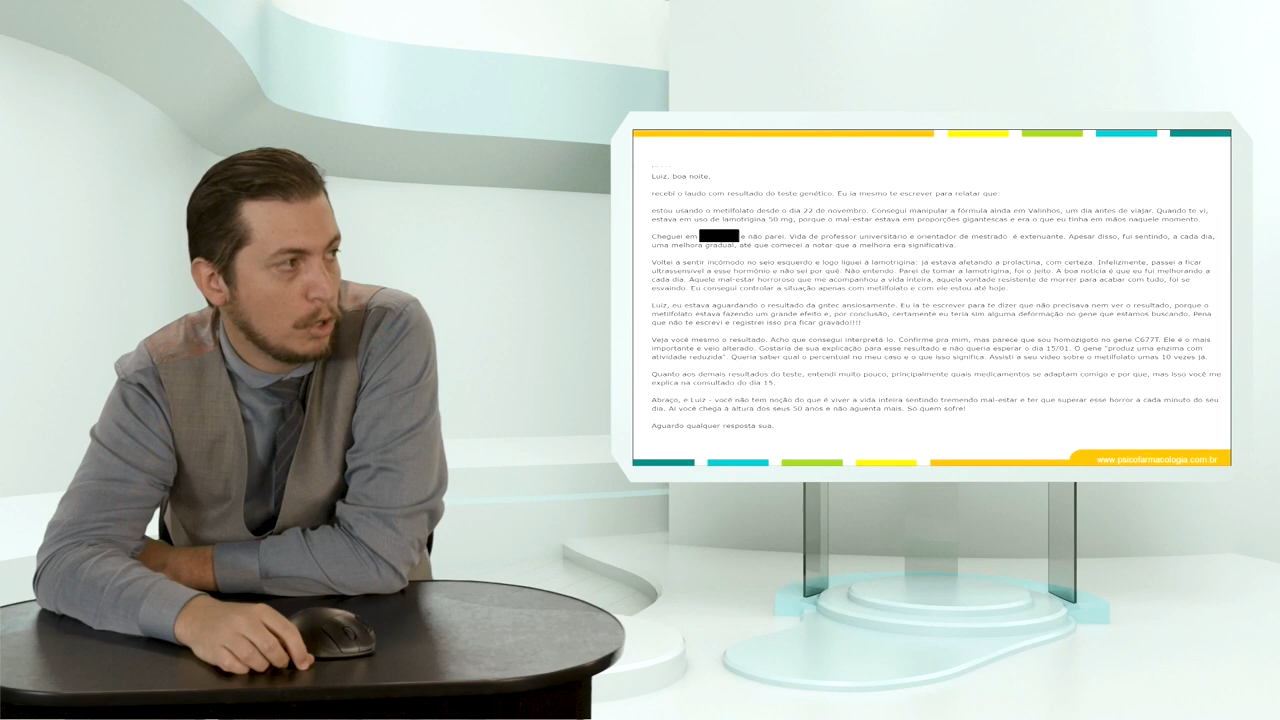 Luiz, boa noite,
recebi o laudo com resultado do teste genético. Eu ia mesmo te escrever para relatar que:
estou usando o metilfolato desde o dia 22 de novembro. Consegui manipular a fórmula ainda em Valinhos, um dia antes de viajar. Quando te vi,
estava em uso de lamotrigina 50 mg, porque o mal-estar estava em proporções gigantescas e era o que eu tinha em mãos naquele momento.
Cheguei em e não parei. Vida de professor universitário e orientador de mestrado é extenuante. Apesar disso, fui sentindo, a cada dia,
uma melhora gradual, até que comecei a notar que a melhora era significativa.
Voltei a sentir incômodo no seio esquerdo e logo liguei à lamotrigina: já estava afetando a prolactina, com certeza. Infelizmente, passei a ficar
ultrassensível a esse hormônio e não sei por quê. Não entendo. Parei de tomar a lamotrigina, foi o jeito. A boa notícia é que eu fui melhorando a
cada dia. Aquele mal-estar horroroso que me acompanhou a vida inteira, aquela vontade resistente de morrer para acabar com tudo, foi se
esvaindo. Eu consegui controlar a situação apenas com metilfolato e com ele estou até hoje.
Luiz, eu estava aguardando o resultado da gntec ansiosamente. Eu ia te escrever para te dizer que não precisava nem ver o resultado, porque o
metilfolato estava fazendo um grande efeito e, por conclusão, certamente eu teria sim alguma deformação no gene que estamos buscando. Pena
que não te escrevi e registrei isso pra ficar gravado!!!!
Veja você mesmo o resultado. Acho que consegui interpretá lo. Confirme pra mim, mas parece que sou homozigoto no gene C677T. Ele é o mais
importante e veio alterado. Gostaria de sua explicação para esse resultado e não queria esperar o dia 15/01. O gene "produz uma enzima com
atividade reduzida". Queria saber qual o percentual no meu caso e o que isso significa. Assisti a seu vídeo sobre o metilfolato umas 10 vezes já.
Quanto aos demais resultados do teste, entendi muito pouco, principalmente quais medicamentos se adaptam comigo e por que, mas isso você me
explica na consultado do dia 15.
Abraço, e Luiz - você não tem noção do que é viver a vida inteira sentindo tremendo mal-estar e ter que superar esse horror a cada minuto do seu
dia. Aí você chega à altura dos seus 50 anos e não aguenta mais. Só quem sofre!
Aguardo qualquer resposta sua.
www.psicofarmacologia.com.br